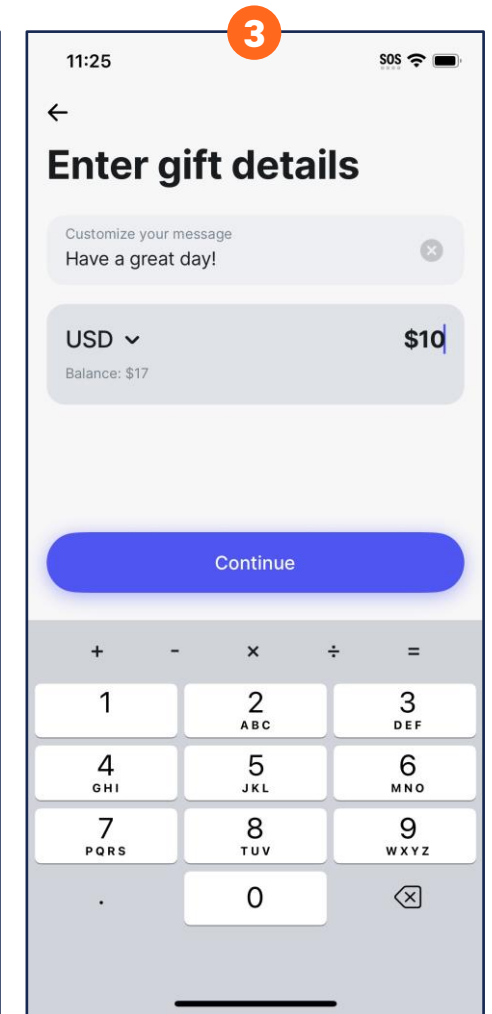 3
11:25
SOS
Enter gift details
Customize your message
Have a great day!
USD $10
Balance: $17
Continue
+ - × ÷ =
1 2 3
ABC DEF
4 5 6
GHI JKL MNO
7 8 9
PQRS TUV WXYZ
. 0